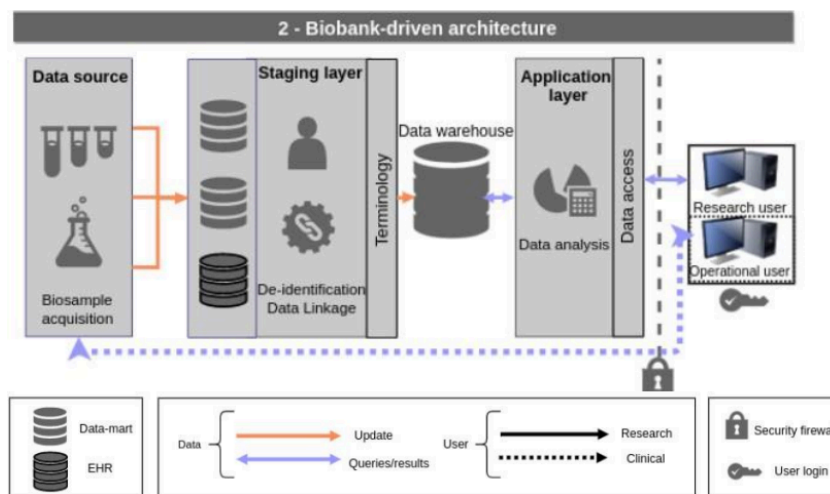 2 - Biobank-driven architecture
Data source
Biosample
acquisition
Staging layer
De-identification
Data Linkage
Terminology
Data warehouse
Application
layer
Data analysis
Data access
Research user
Operational user
Data-mart
EHR
Data
Update
Queries/results
User
Research
Clinical
Security firewall
User login